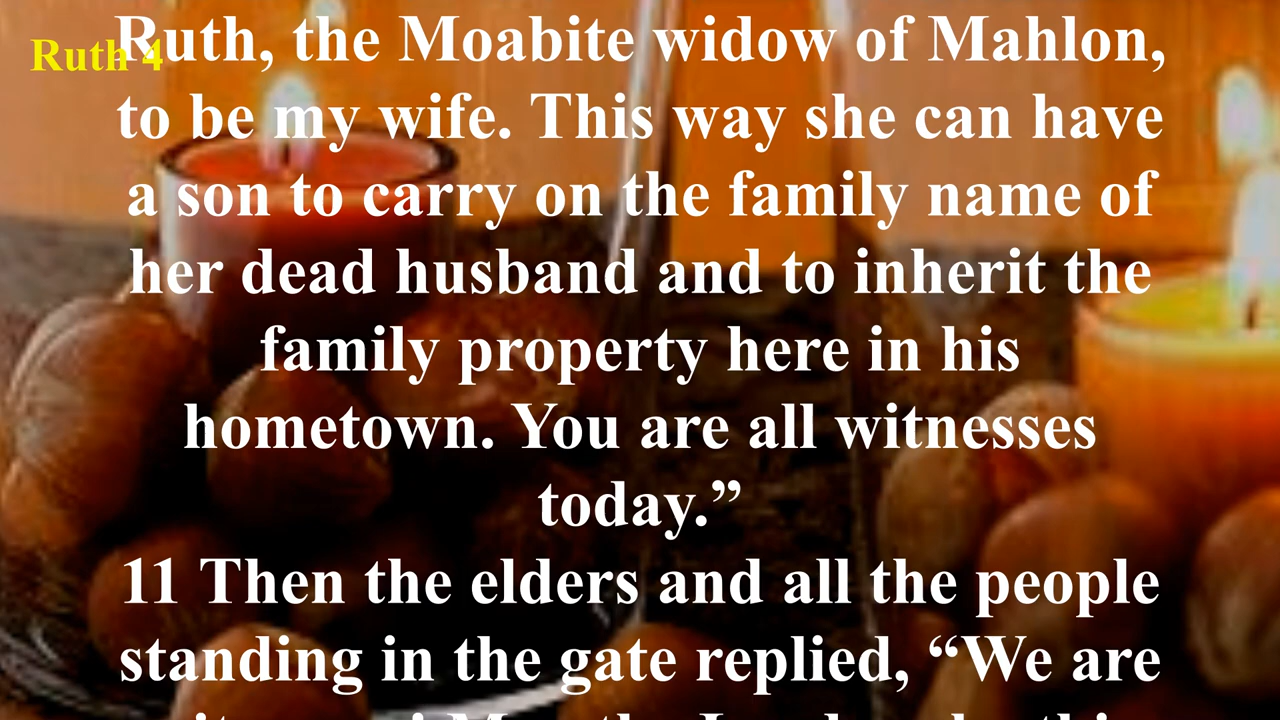 Ruth 4
Ruth, the Moabite widow of Mahlon,
to be my wife. This way she can have
a son to carry on the family name of
her dead husband and to inherit the
family property here in his
hometown. You are all witnesses
today.”
11 Then the elders and all the people
standing in the gate replied, “We are